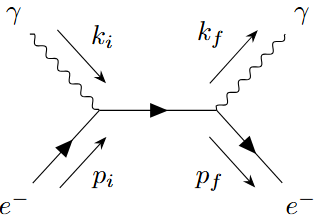 γ γ
k_i k_f
p_i p_f
e⁻ e⁻